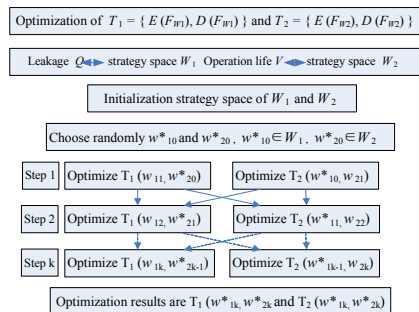 Optimization of T1 = { E (FW1), D (FW1) } and T2 = { E (FW2), D (FW2) }
Leakage Q strategy space W1 Operation life V strategy space W2
Initialization strategy space of W1 and W2
Choose randomly w*10 and w*20 , w*10∈W1 , w*20∈W2
Step 1 Optimize T1 (w11, w*20) Optimize T2 (w*10, w21)
Step 2 Optimize T1 (w12, w*21) Optimize T2 (w*11, w22)
Step k Optimize T1 (w1k, w*2k-1) Optimize T2 (w*1k-1, w2k)
Optimization results are T1 (w*1k, w*2k) and T2 (w*1k, w*2k)